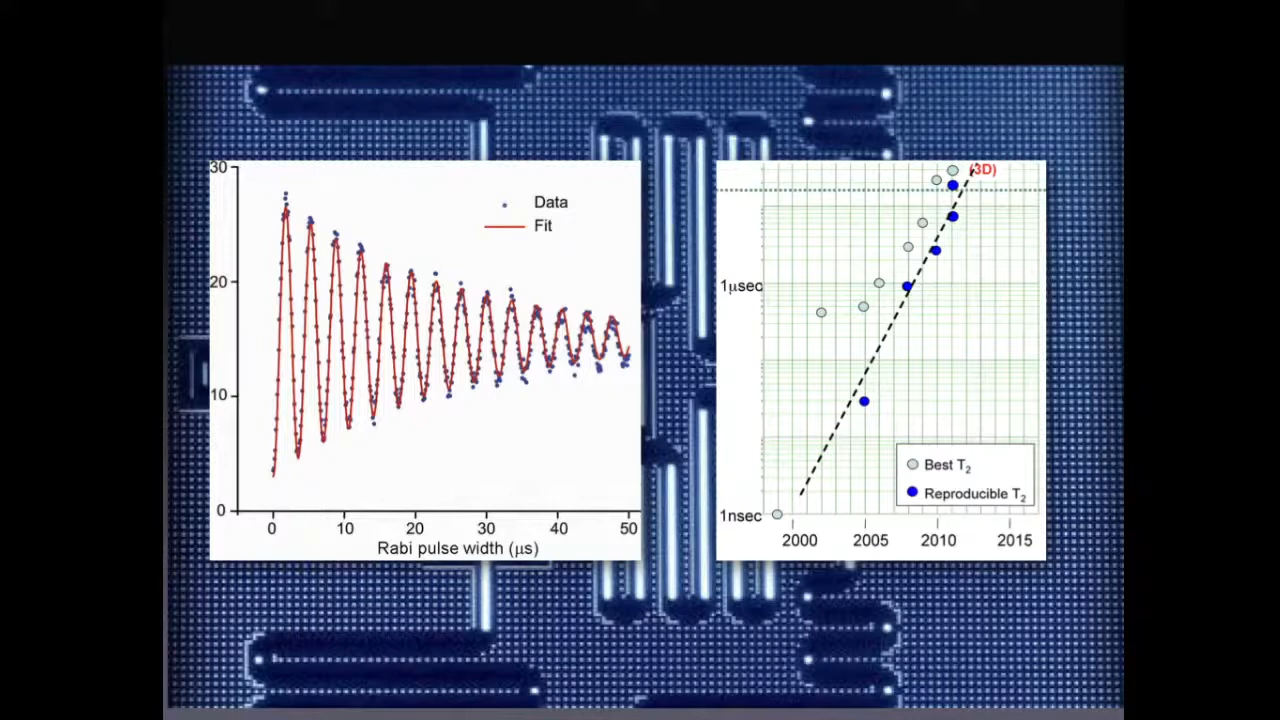 30
20
10
0
0 10 20 30 40 50
Rabi pulse width (μs)
Data
Fit
(3D)
1μsec
1nsec
2000 2005 2010 2015
Best T2
Reproducible T2